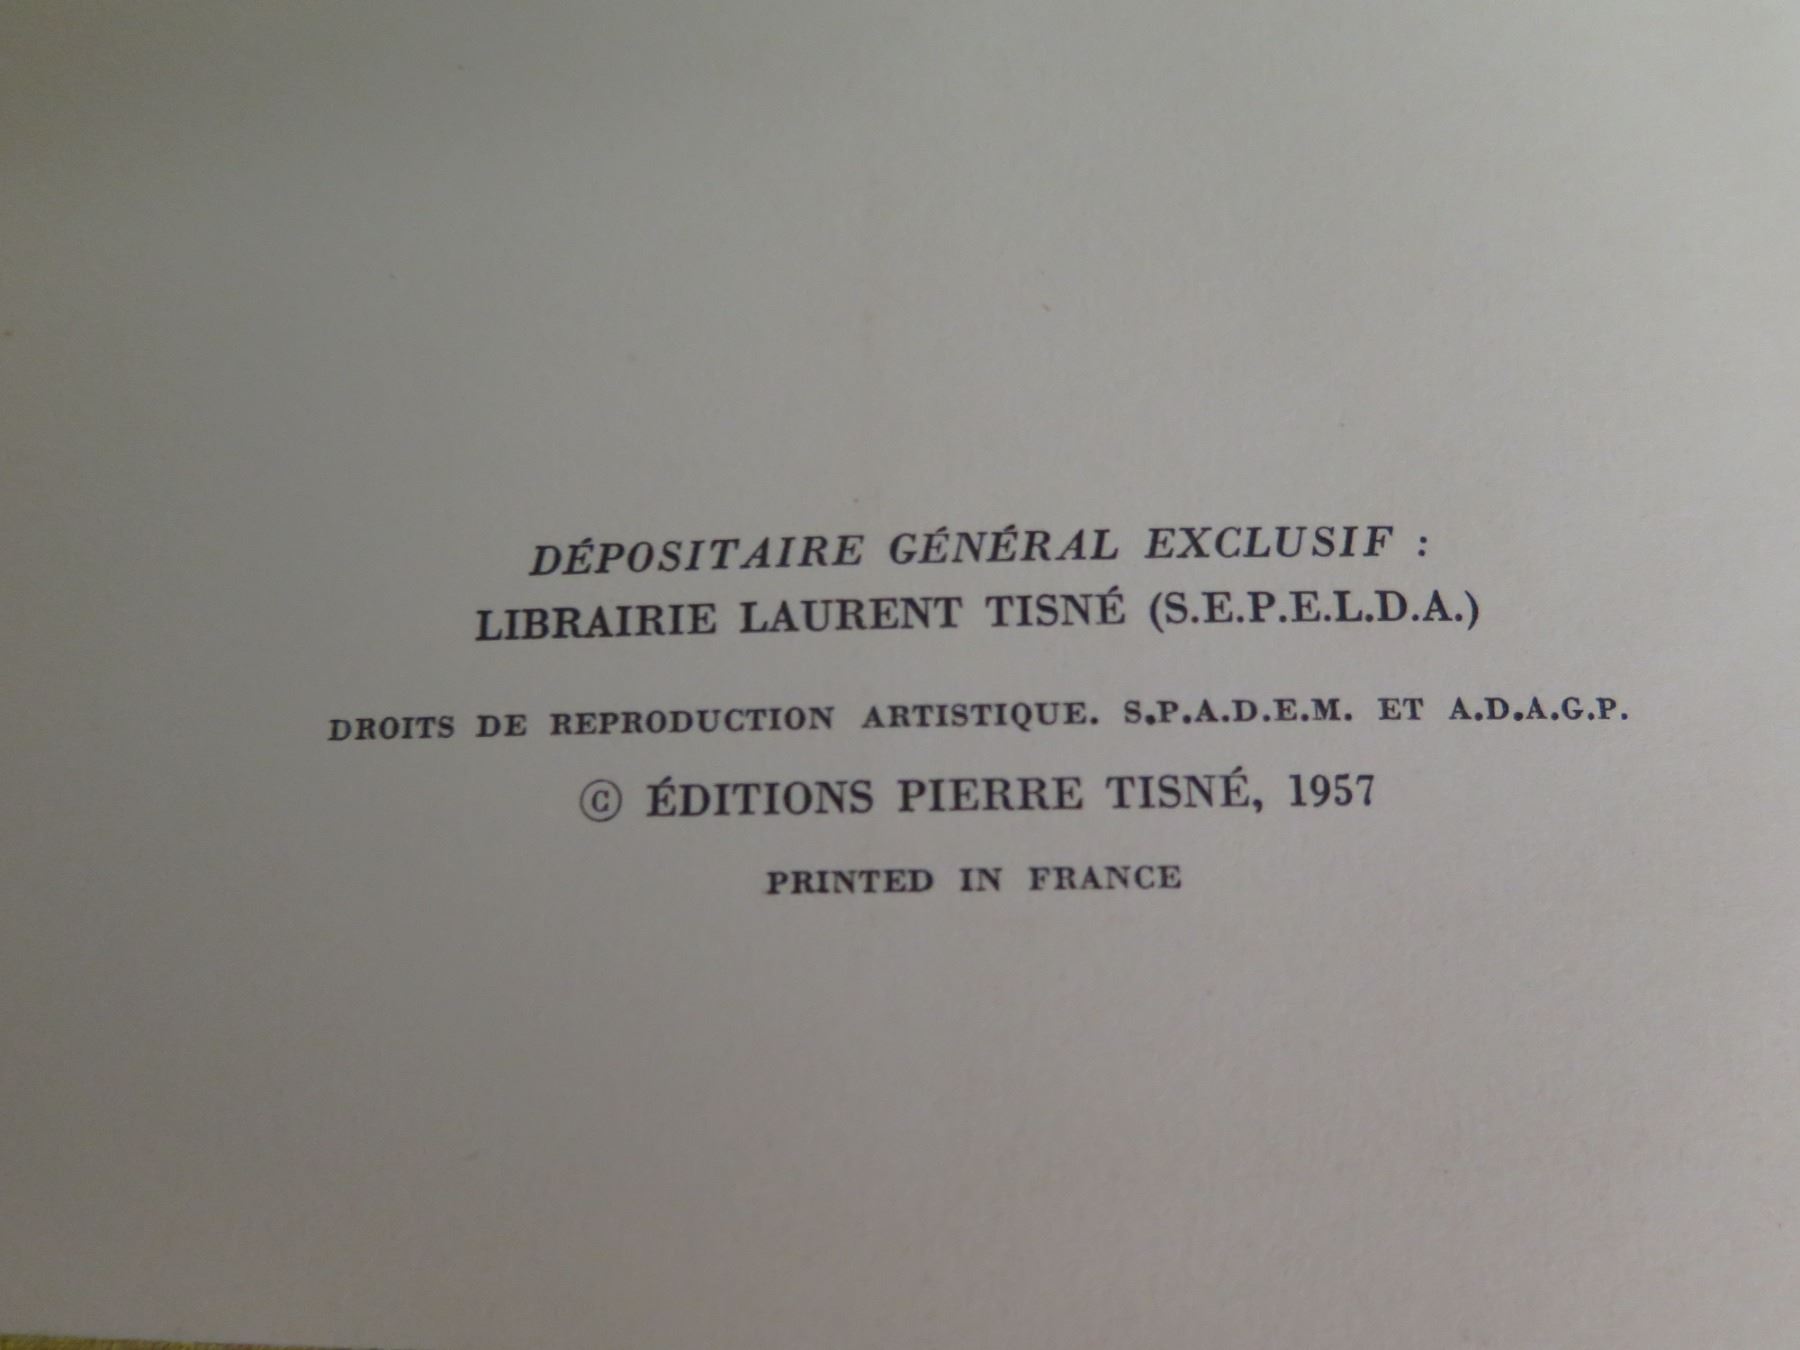 DÉPOSITAIRE GÉNÉRAL EXCLUSIF :
LIBRAIRIE LAURENT TISNÉ (S.E.P.E.L.D.A.)
DROITS DE REPRODUCTION ARTISTIQUE. S.P.A.D.E.M. ET A.D.A.G.P.
© ÉDITIONS PIERRE TISNÉ, 1957
PRINTED IN FRANCE